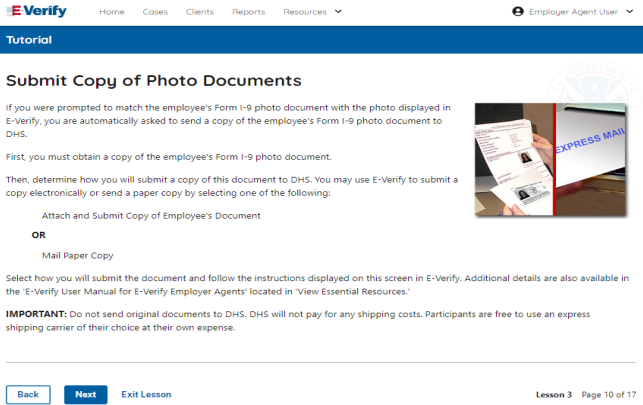 E-Verify Home Cases Clients Reports Resources Employer Agent User
Tutorial
Submit Copy of Photo Documents
If you were prompted to match the employee's Form I-9 photo document with the photo displayed in
E-Verify, you are automatically asked to send a copy of the employee's Form I-9 photo document to
DHS.
First, you must obtain a copy of the employee's Form I-9 photo document.
Then, determine how you will submit a copy of this document to DHS. You may use E-Verify to submit a
copy electronically or send a paper copy by selecting one of the following:
Attach and Submit Copy of Employee's Document
OR
Mail Paper Copy
EXPRESS MAIL
Select how you will submit the document and follow the instructions displayed on this screen in E-Verify. Additional details are also available in
the 'E-Verify User Manual for E-Verify Employer Agents' located in 'View Essential Resources.'
IMPORTANT: Do not send original documents to DHS. DHS will not pay for any shipping costs. Participants are free to use an express
shipping carrier of their choice at their own expense.
Back Next Exit Lesson Lesson 3 Page 10 of 17